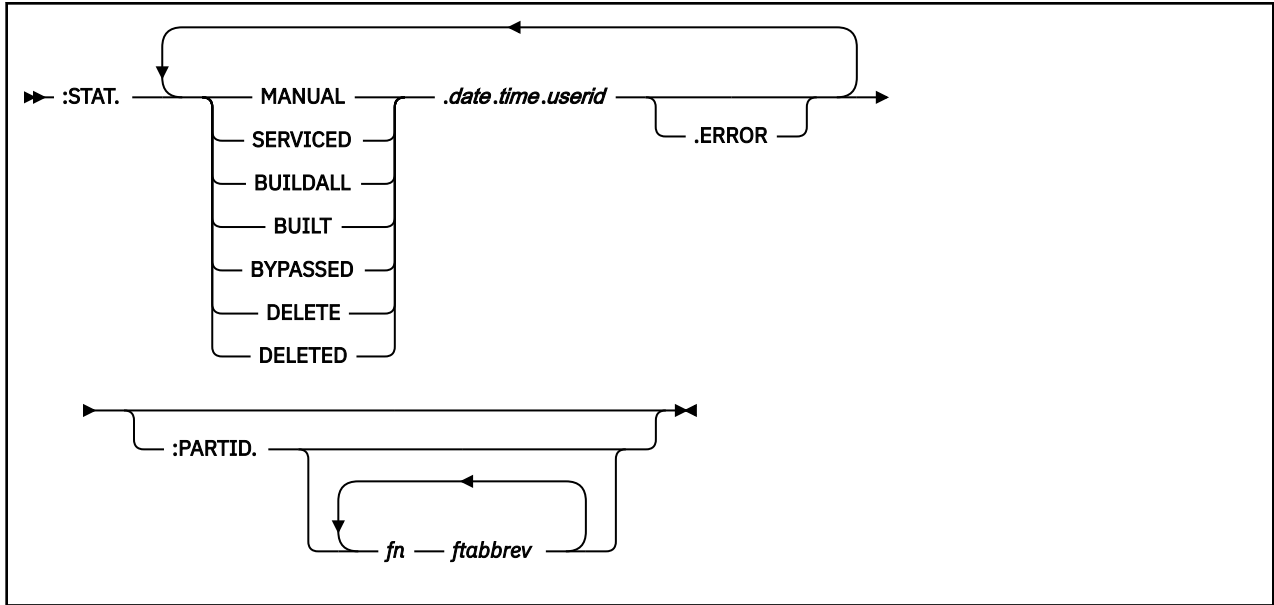 :STAT. MANUAL .date.time.userid
.ERROR
SERVICED
BUILDALL
BUILT
BYPASSED
DELETE
DELETED
:PARTID.
fn ftabbrev